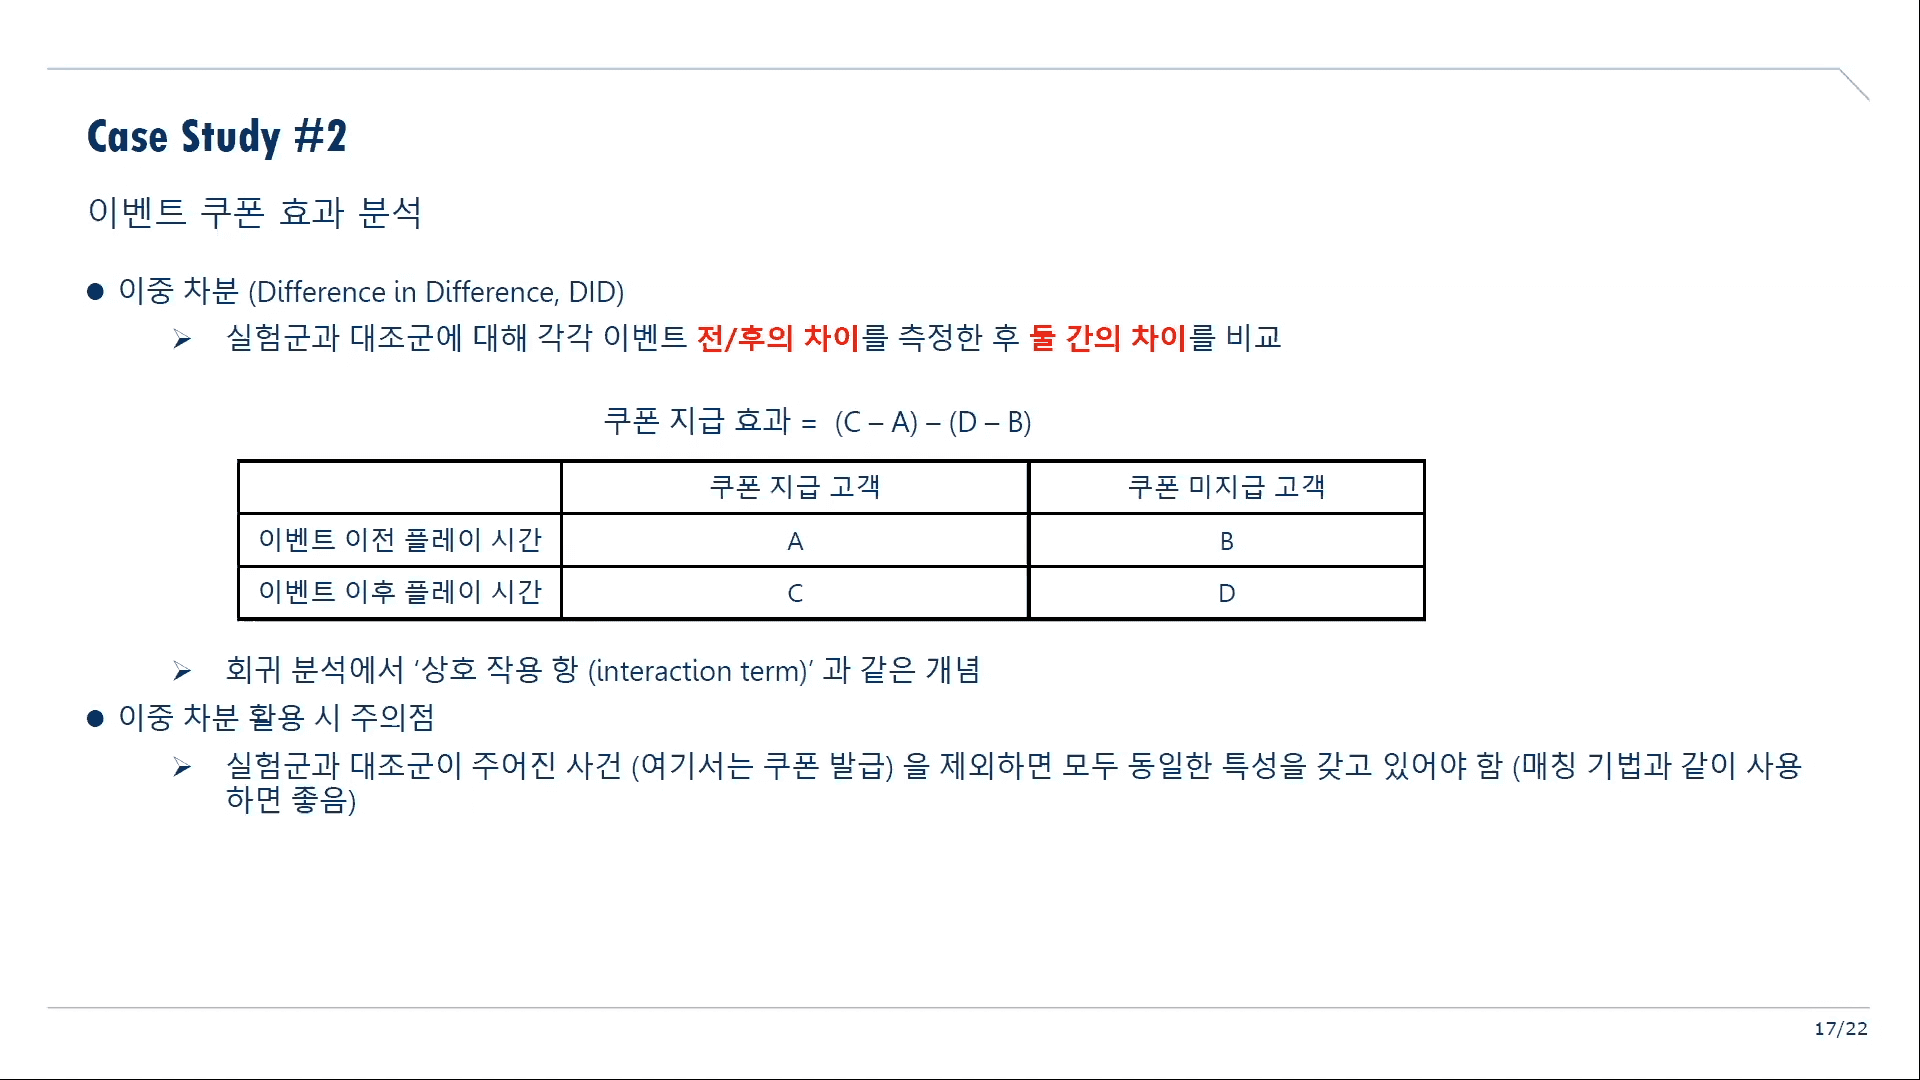 Case Study #2
이벤트 쿠폰 효과 분석
● 이중 차분 (Difference in Difference, DID)
➢ 실험군과 대조군에 대해 각각 이벤트 전/후의 차이를 측정한 후 둘 간의 차이를 비교
쿠폰 지급 효과 = (C – A) – (D – B)
쿠폰 지급 고객 쿠폰 미지급 고객
이벤트 이전 플레이 시간 A B
이벤트 이후 플레이 시간 C D
➢ 회귀 분석에서 ‘상호 작용 항 (interaction term)’ 과 같은 개념
● 이중 차분 활용 시 주의점
➢ 실험군과 대조군이 주어진 사건 (여기서는 쿠폰 발급) 을 제외하면 모두 동일한 특성을 갖고 있어야 함 (매칭 기법과 같이 사용
하면 좋음)
17/22